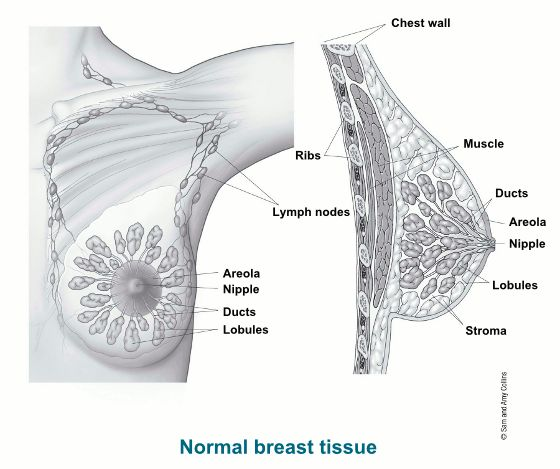 Chest wall
Ribs
Muscle
Ducts
Lymph nodes
Areola
Nipple
Areola
Nipple
Ducts
Lobules
Lobules
Stroma
© Sam and Amy Collins
Normal breast tissue